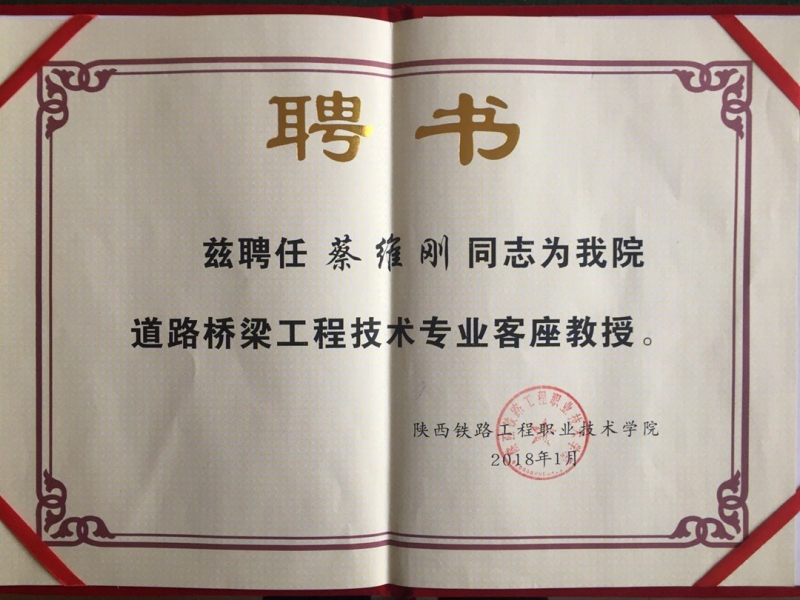 聘书
兹聘任 蔡维刚 同志为我院
道路桥梁工程技术专业客座教授。
陕西铁路工程职业技术学院
2018年1月